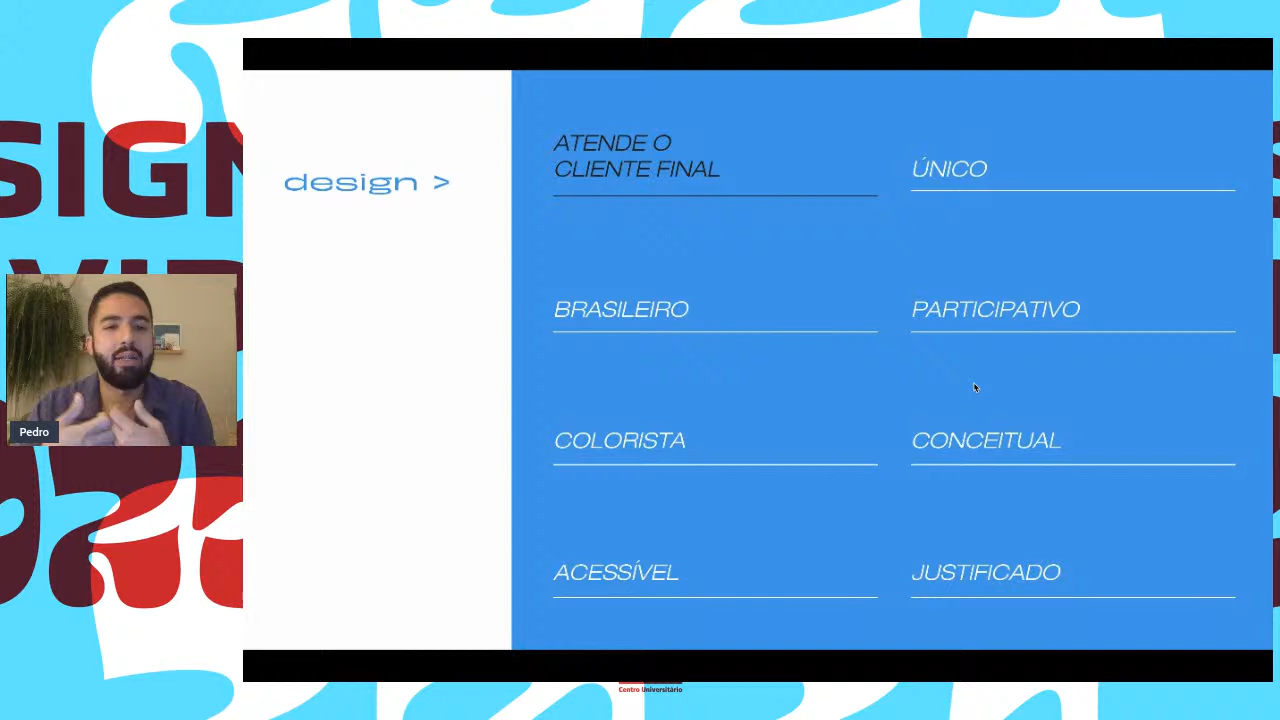 design >
ATENDE O
CLIENTE FINAL
ÚNICO
BRASILEIRO
PARTICIPATIVO
COLORISTA
CONCEITUAL
ACESSÍVEL
JUSTIFICADO
Pedro
Centro Universitário